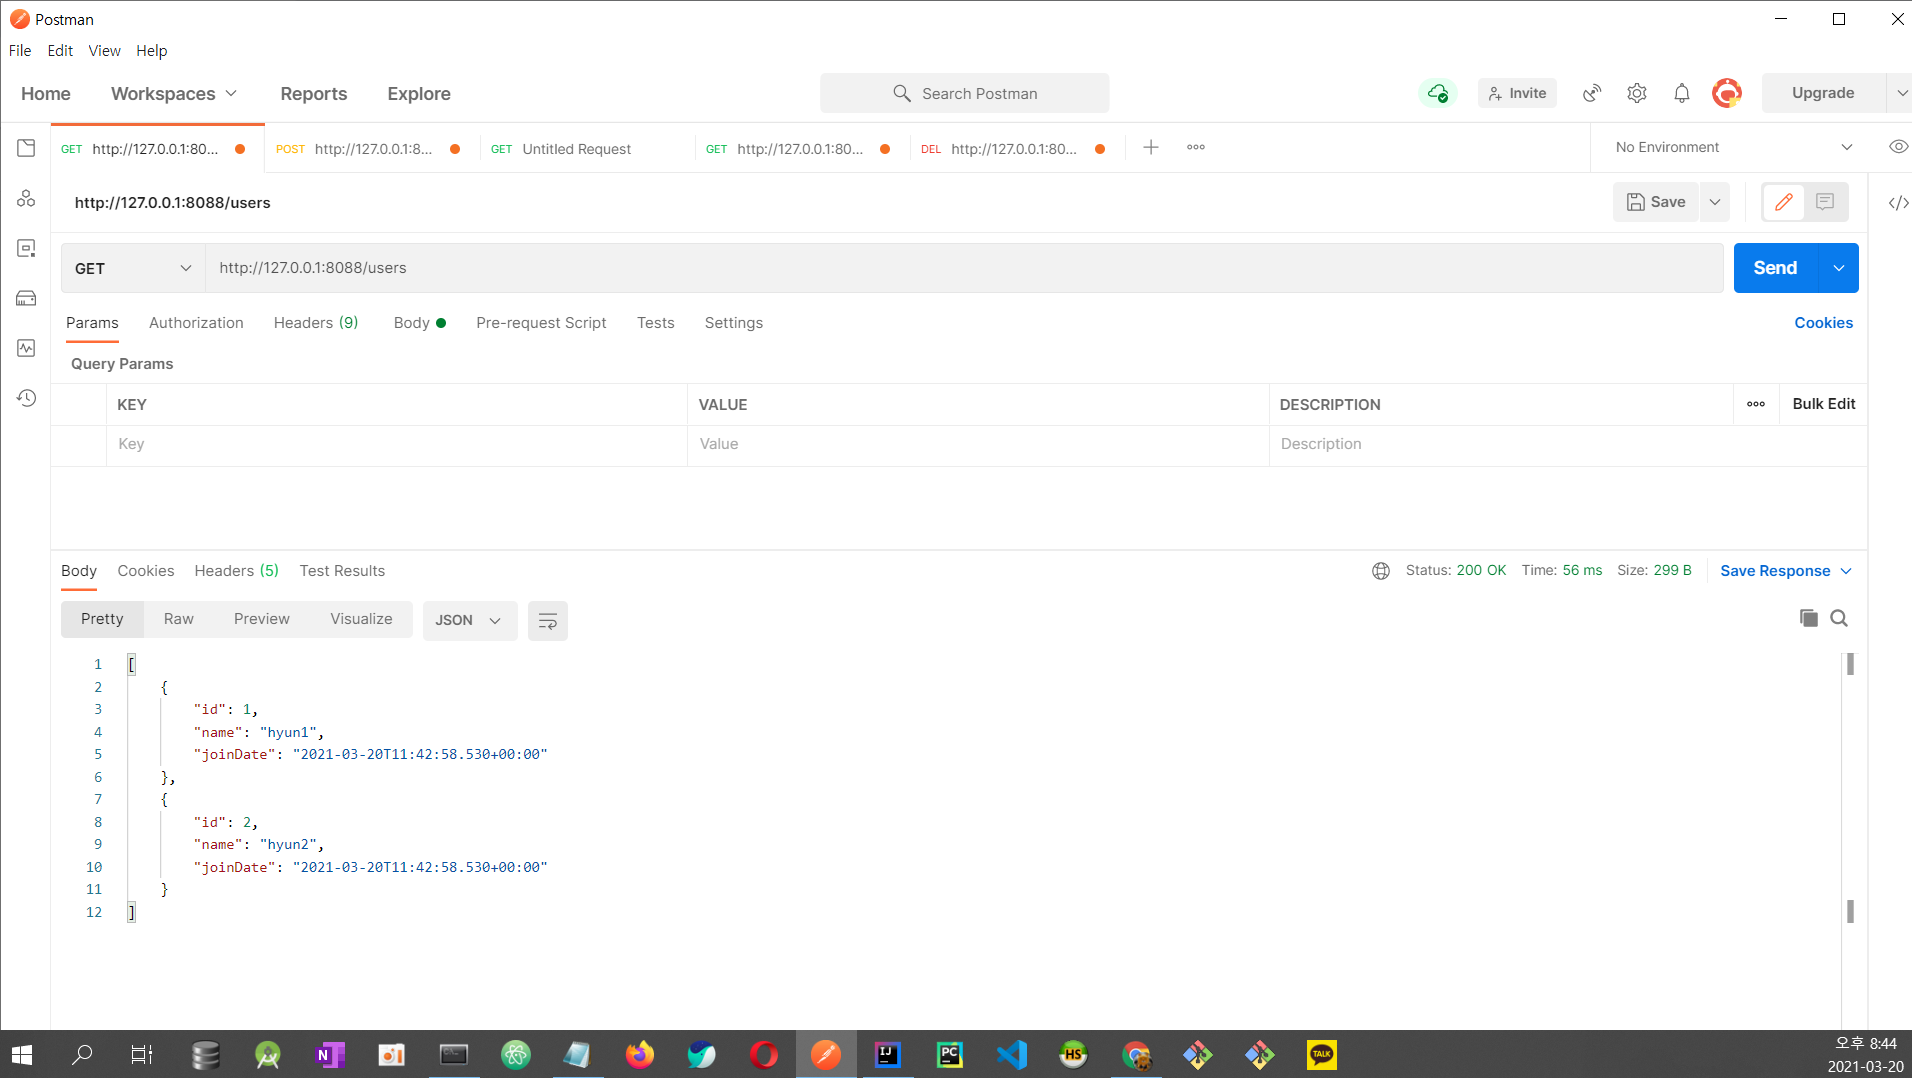 Postman
File Edit View Help
Home Workspaces Reports Explore Search Postman Invite Upgrade
GET http://127.0.0.1:80... POST http://127.0.0.1:8... GET Untitled Request GET http://127.0.0.1:80... DEL http://127.0.0.1:80... No Environment
http://127.0.0.1:8088/users Save
GET http://127.0.0.1:8088/users Send
Params Authorization Headers (9) Body Pre-request Script Tests Settings Cookies
Query Params
KEY VALUE DESCRIPTION Bulk Edit
Key Value Description
Body Cookies Headers (5) Test Results Status: 200 OK Time: 56 ms Size: 299 B Save Response
Pretty Raw Preview Visualize JSON
1 [
2 {
3 "id": 1,
4 "name": "hyun1",
5 "joinDate": "2021-03-20T11:42:58.530+00:00"
6 },
7 {
8 "id": 2,
9 "name": "hyun2",
10 "joinDate": "2021-03-20T11:42:58.530+00:00"
11 }
12 ]
N IJ PC HS TALK
오후 8:44
2021-03-20